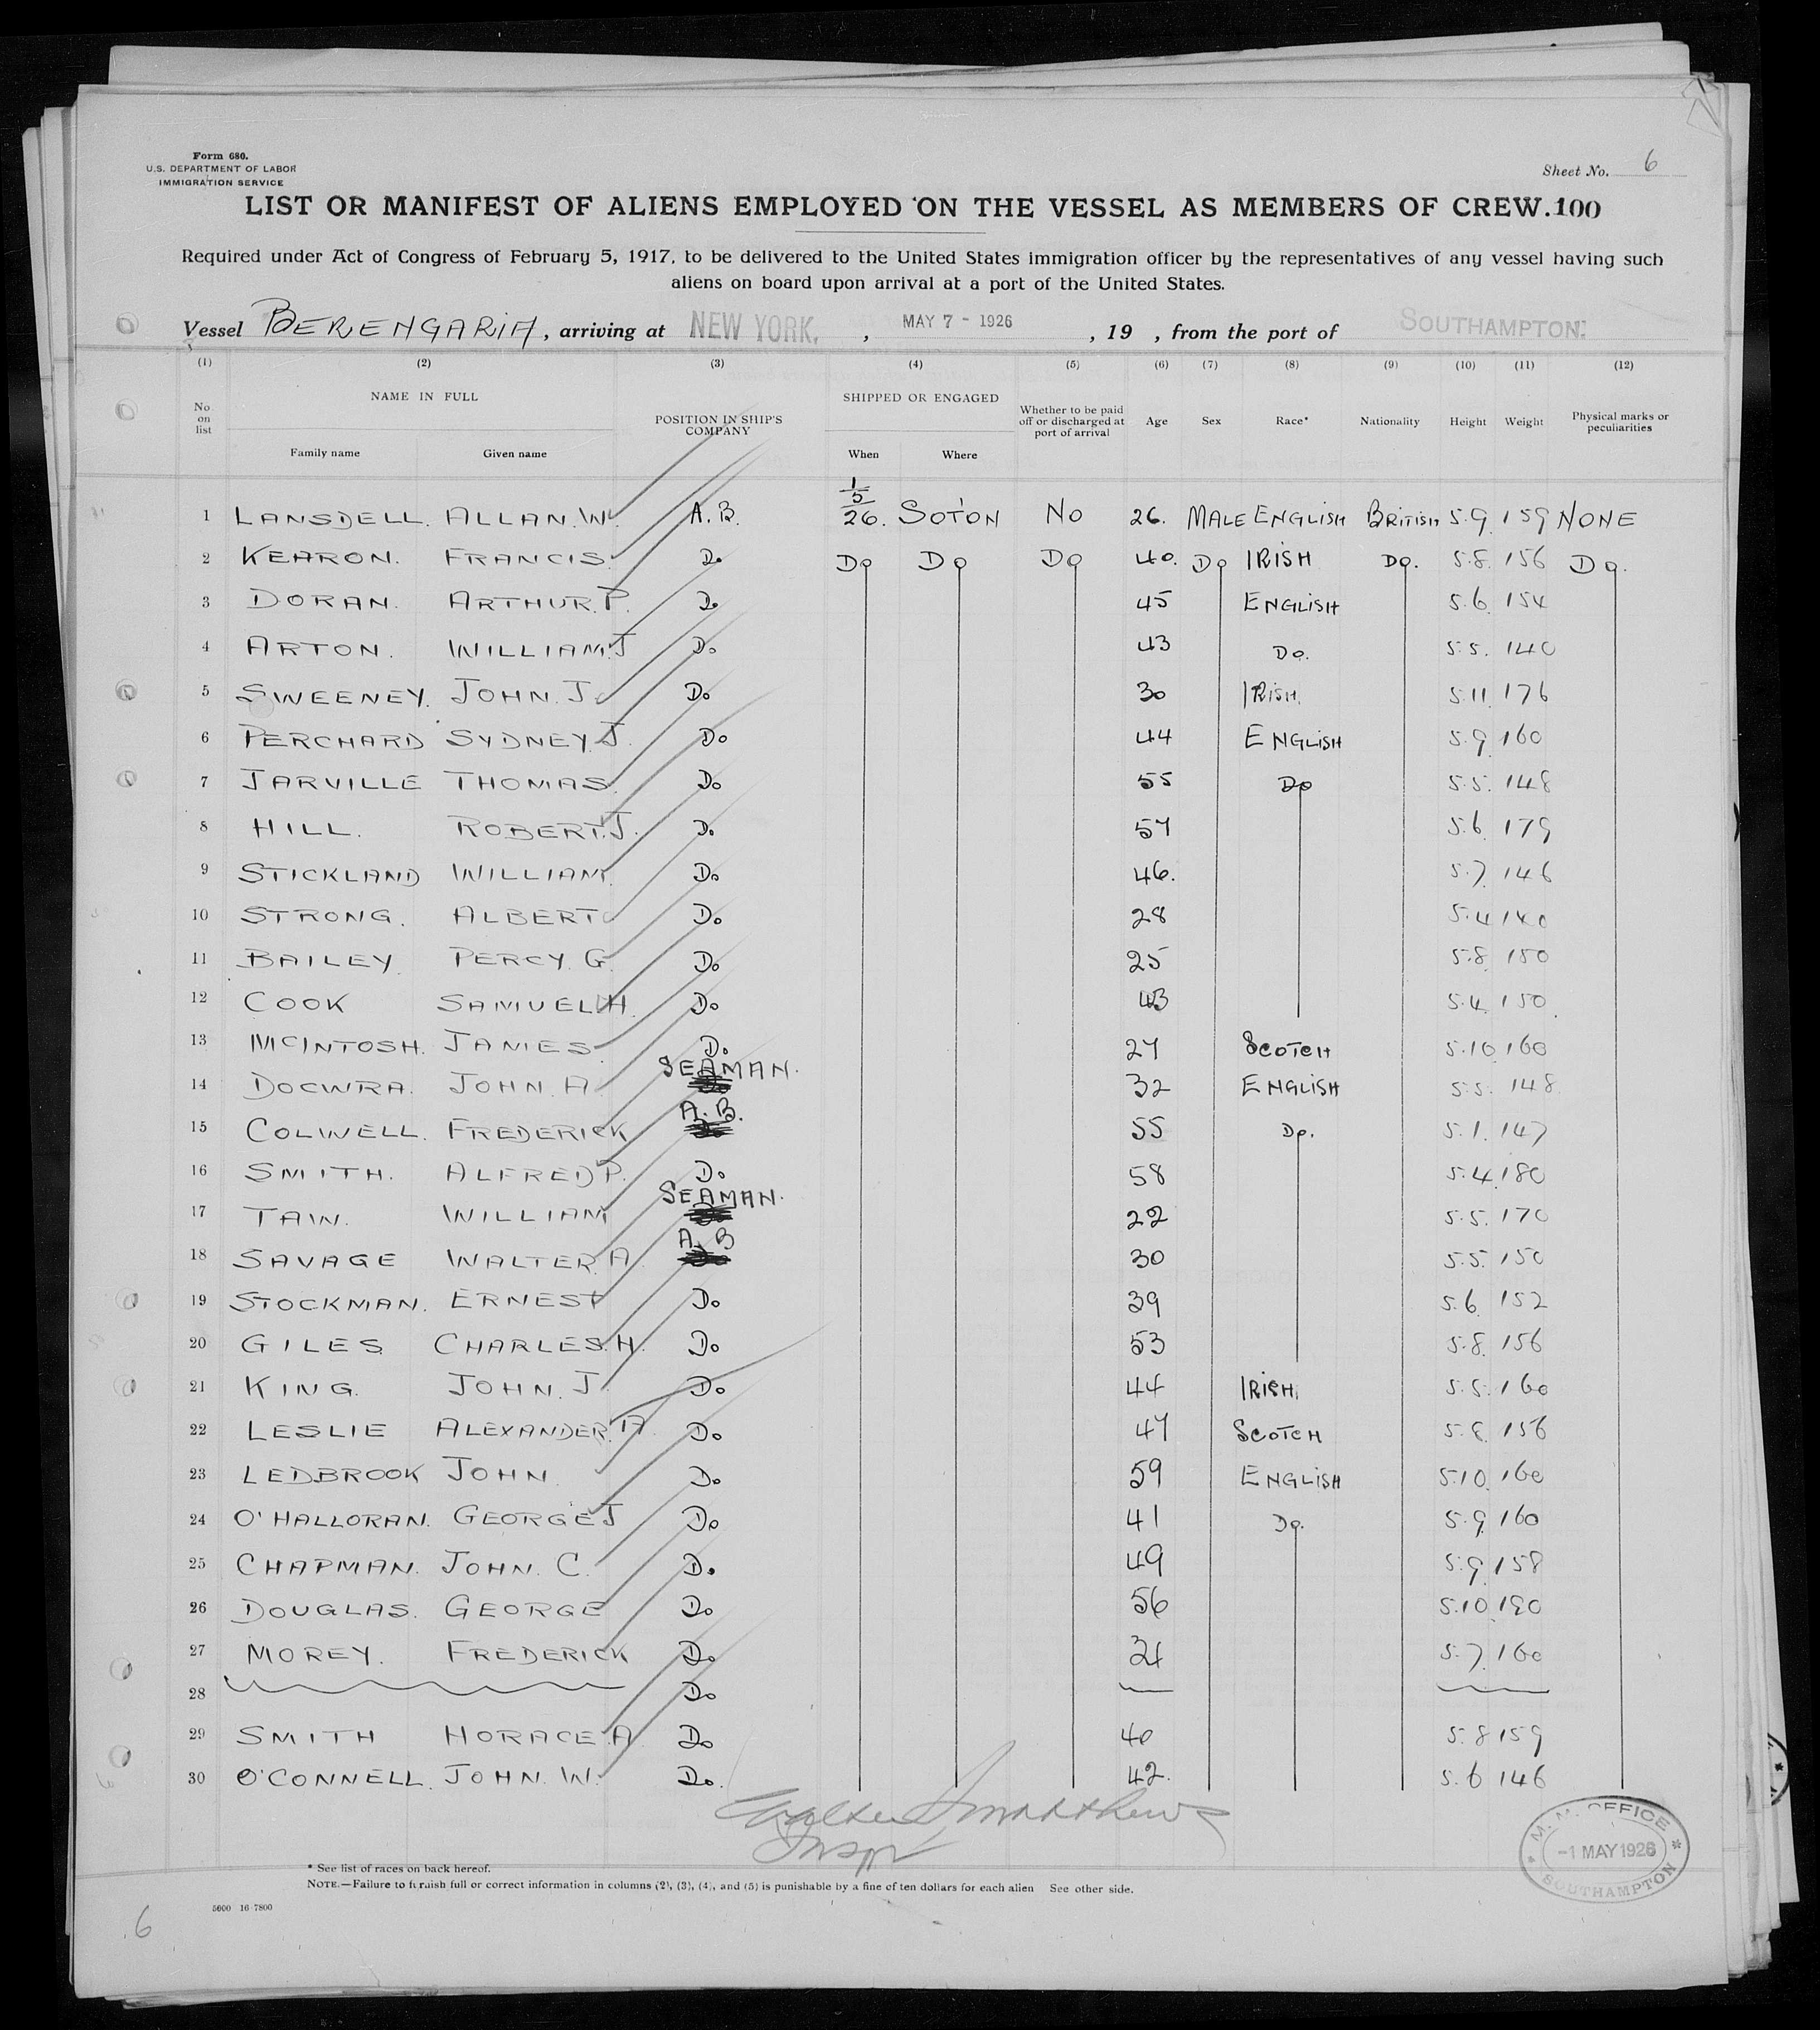 Form 680.
U.S. DEPARTMENT OF LABOR
IMMIGRATION SERVICE
Sheet No. 6
LIST OR MANIFEST OF ALIENS EMPLOYED ON THE VESSEL AS MEMBERS OF CREW. 100
Required under Act of Congress of February 5, 1917, to be delivered to the United States immigration officer by the representatives of any vessel having such
aliens on board upon arrival at a port of the United States.
Vessel BERENGARIA, arriving at NEW YORK, , MAY 7 - 1926 , 19 , from the port of SOUTHAMPTON.
(1) (2) (3) (4) (5) (6) (7) (8) (9) (10) (11) (12)
No. on list NAME IN FULL Family name Given name POSITION IN SHIP'S COMPANY SHIPPED OR ENGAGED When Where Whether to be paid off or discharged at port of arrival Age Sex Race* Nationality Height Weight Physical marks or peculiarities
1 LANSDELL. ALLAN. W. A.B. 1/5/26. SOTON NO 26. MALE ENGLISH BRITISH 5.9. 159 NONE
2 KEARON. FRANCIS. Do Do Do Do 40. Do IRISH Do. 5.8. 156 Do.
3 DORAN. ARTHUR. P. Do 45 ENGLISH 5.6. 154
4 ARTON. WILLIAM. J Do 43 Do. 5.5. 140
5 SWEENEY. JOHN. J. Do 30 IRISH. 5.11 176
6 PERCHARD SYDNEY. J. Do 44 ENGLISH 5.9 160
7 JARVILLE THOMAS. Do 55 Do 5.5. 148
8 HILL. ROBERT. J. Do 57 5.6. 179
9 STICKLAND WILLIAM. Do 46. 5.7. 146
10 STRONG. ALBERT Do 28 5.4 140
11 BAILEY PERCY. G. Do 25 5.8. 150
12 COOK SAMUEL. H. Do 43 5.4. 150.
13 McINTOSH. JAMES. Do 27 SCOTCH 5.10. 160
14 DOCWRA. JOHN. A SEAMAN. 32 ENGLISH 5.5. 148.
15 COLWELL. FREDERICK A.B. 55 Do. 5.1. 147
16 SMITH. ALFRED P. Do 58 5.4. 180
17 TAW. WILLIAM SEAMAN. 22 5.5. 170
18 SAVAGE WALTER. A. A.B 30 5.5. 150
19 STOCKMAN. ERNEST Do 39 5.6. 152
20 GILES CHARLES. H. Do 53 5.8. 156
21 KING. JOHN. J. Do 44 IRISH. 5.5. 160
22 LESLIE ALEXANDER. A. Do 47 SCOTCH 5.8. 156
23 LEDBROOK JOHN. Do 59 ENGLISH 5.10. 160
24 O'HALLORAN. GEORGE J Do 41 Do. 5.9. 160
25 CHAPMAN. JOHN. C. Do 49 5.9. 158
26 DOUGLAS. GEORGE Do 56 5.10. 190
27 MOREY. FREDERICK Do 5.7. 160
28 Do
29 SMITH HORACE. A Do 40 5.8 159
30 O'CONNELL. JOHN. W. Do. 42. 5.6 146
Walter J Matthews
Inspr
M. M. OFFICE
-1 MAY 1926
SOUTHAMPTON
* See list of races on back hereof.
NOTE.—Failure to furnish full or correct information in columns (2), (3), (4), and (5) is punishable by a fine of ten dollars for each alien See other side.
5600 16-7800
6